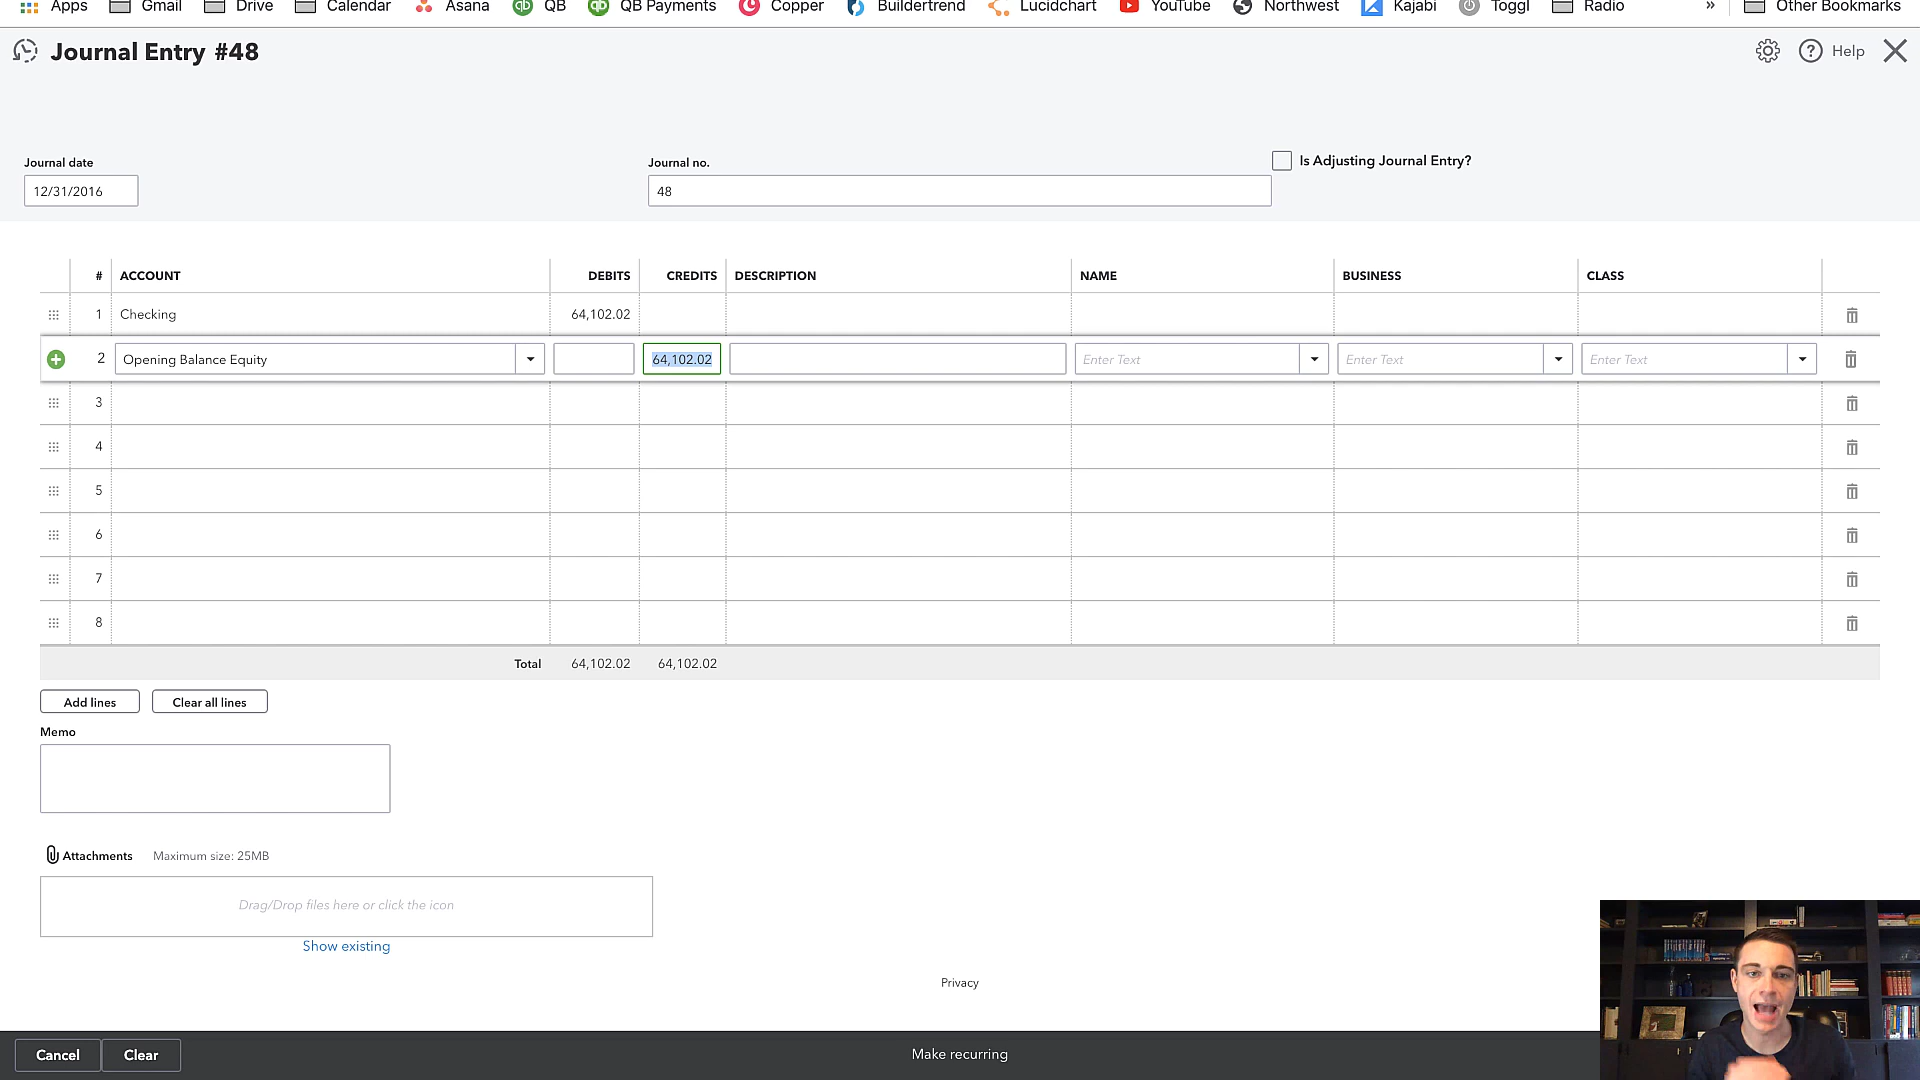 Apps Gmail Drive Calendar Asana QB QB Payments Copper Buildertrend Lucidchart YouTube Northwest Kajabi Toggl Radio » Other Bookmarks
Journal Entry #48
Help
Journal date
Journal no.
Is Adjusting Journal Entry?
12/31/2016
48
# ACCOUNT DEBITS CREDITS DESCRIPTION NAME BUSINESS CLASS
1 Checking 64,102.02
2 Opening Balance Equity 64,102.02 Enter Text Enter Text Enter Text
3
4
5
6
7
8
Total 64,102.02 64,102.02
Add lines Clear all lines
Memo
Attachments Maximum size: 25MB
Drag/Drop files here or click the icon
Show existing
Privacy
Cancel Clear Make recurring